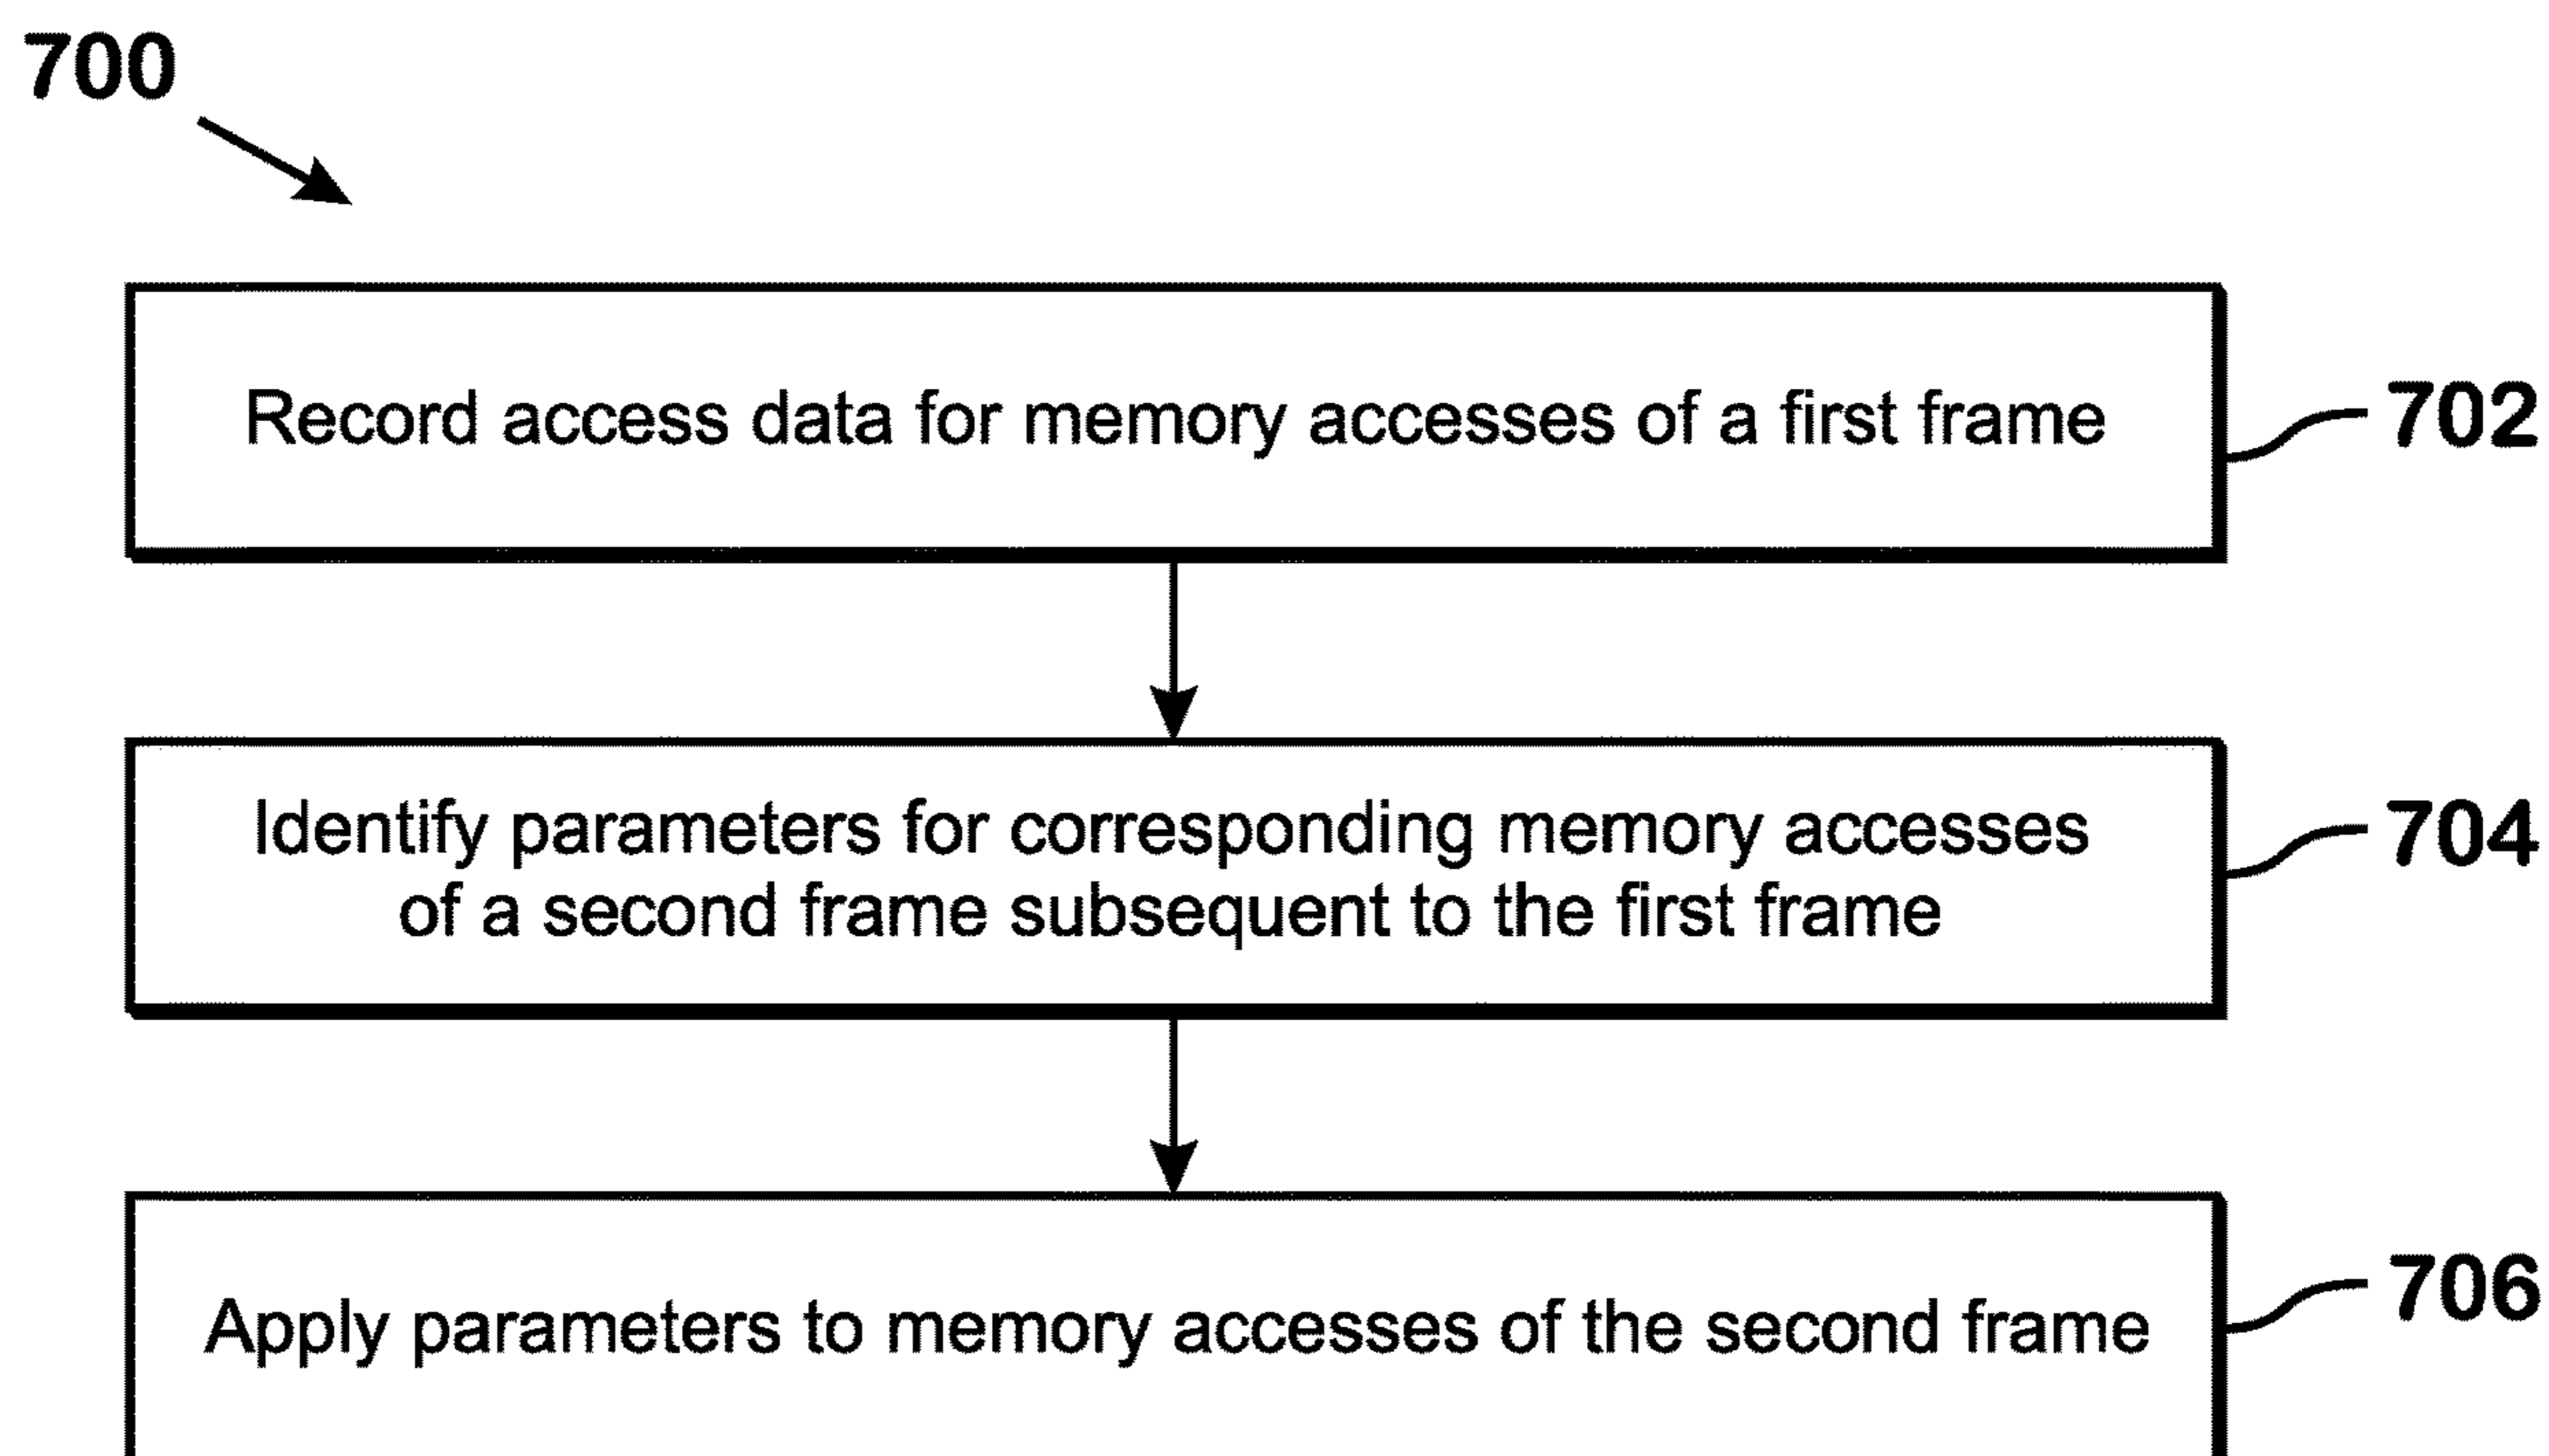 700
Record access data for memory accesses of a first frame
702
Identify parameters for corresponding memory accesses
of a second frame subsequent to the first frame
704
Apply parameters to memory accesses of the second frame
706